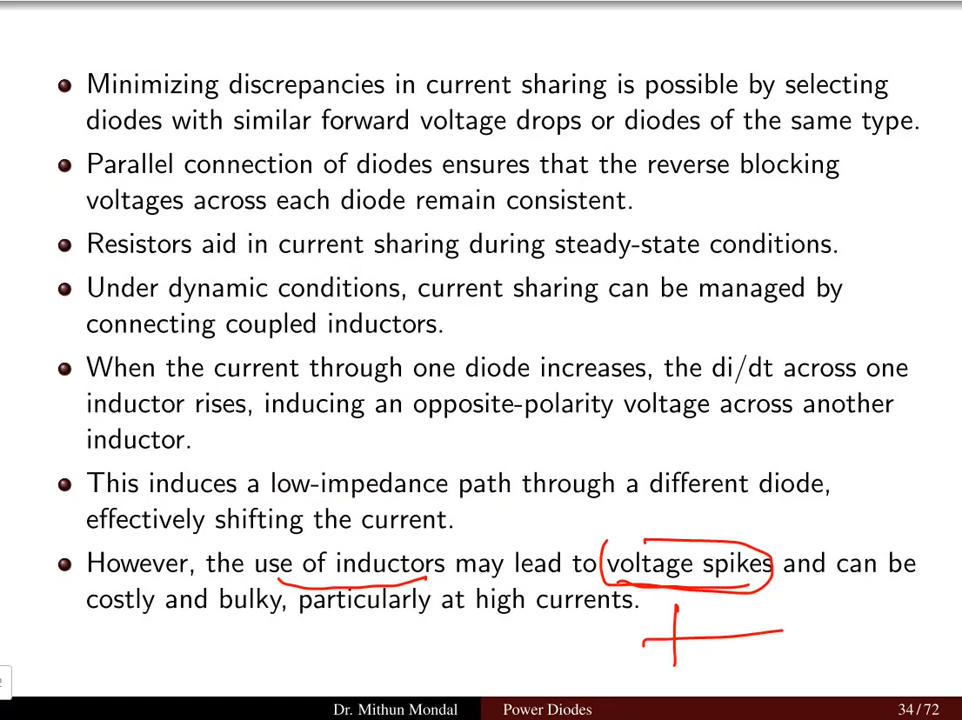 Minimizing discrepancies in current sharing is possible by selecting
diodes with similar forward voltage drops or diodes of the same type.
Parallel connection of diodes ensures that the reverse blocking
voltages across each diode remain consistent.
Resistors aid in current sharing during steady-state conditions.
Under dynamic conditions, current sharing can be managed by
connecting coupled inductors.
When the current through one diode increases, the di/dt across one
inductor rises, inducing an opposite-polarity voltage across another
inductor.
This induces a low-impedance path through a different diode,
effectively shifting the current.
However, the use of inductors may lead to voltage spikes and can be
costly and bulky, particularly at high currents.
Dr. Mithun Mondal Power Diodes 34 / 72